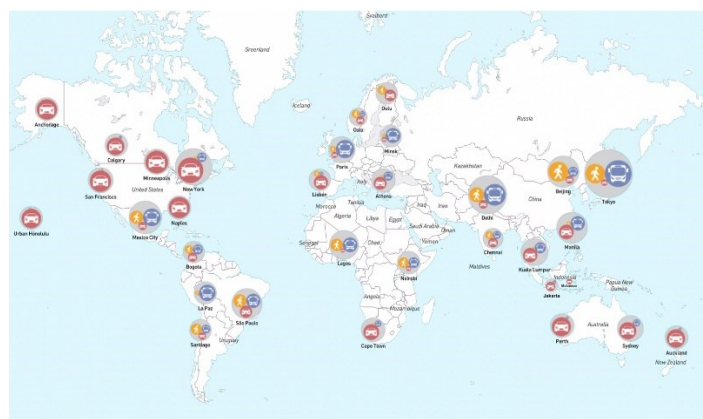 Svalbard
Greenland
Iceland
Anchorage
Oulu
Oslo
Russia
Calgary
Minneapolis
New York
Paris
Minsk
Kazakhstan
San Francisco
United States
Lisbon
Italy
Athens
Beijing
Tokyo
China
Urban Honolulu
Naples
Mexico City
Morocco
Tunisia
Algeria
Libya
Egypt
Iraq
Iran
Delhi
Saudi Arabia
Oman
Yemen
Senegal
Lagos
Chad
Manila
Bogota
Nairobi
Chennai
Maldives
Kuala Lumpur
Indonesia
Jakarta
Papua New
Guinea
La Paz
São Paulo
Angola
Mozambique
Santiago
Uruguay
Cape Town
Perth
Australia
Sydney
Auckland
New Zealand